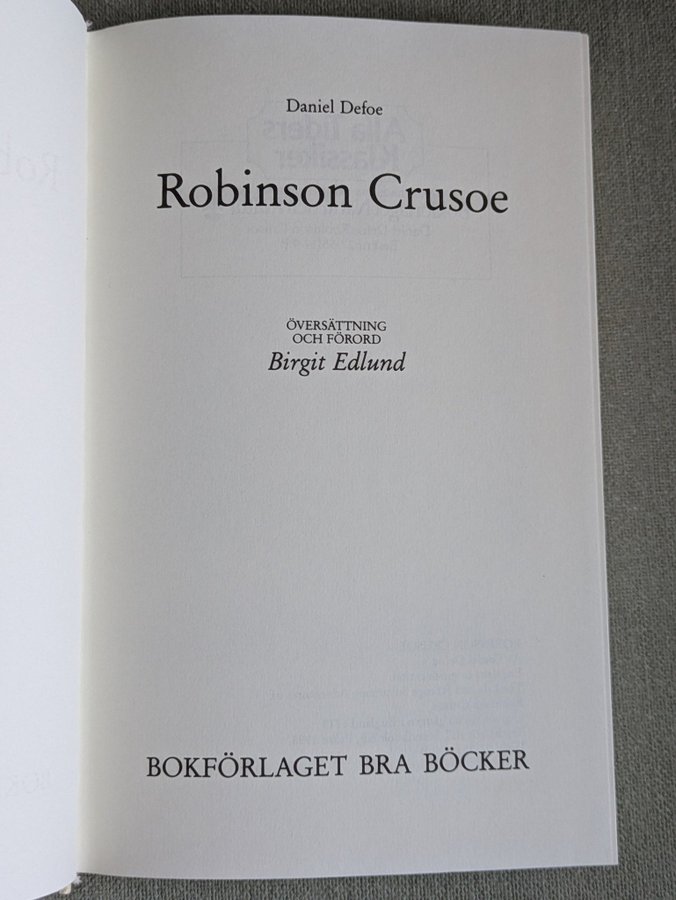 Daniel Defoe
Robinson Crusoe
ÖVERSÄTTNING
OCH FÖRORD
Birgit Edlund
BOKFÖRLAGET BRA BÖCKER